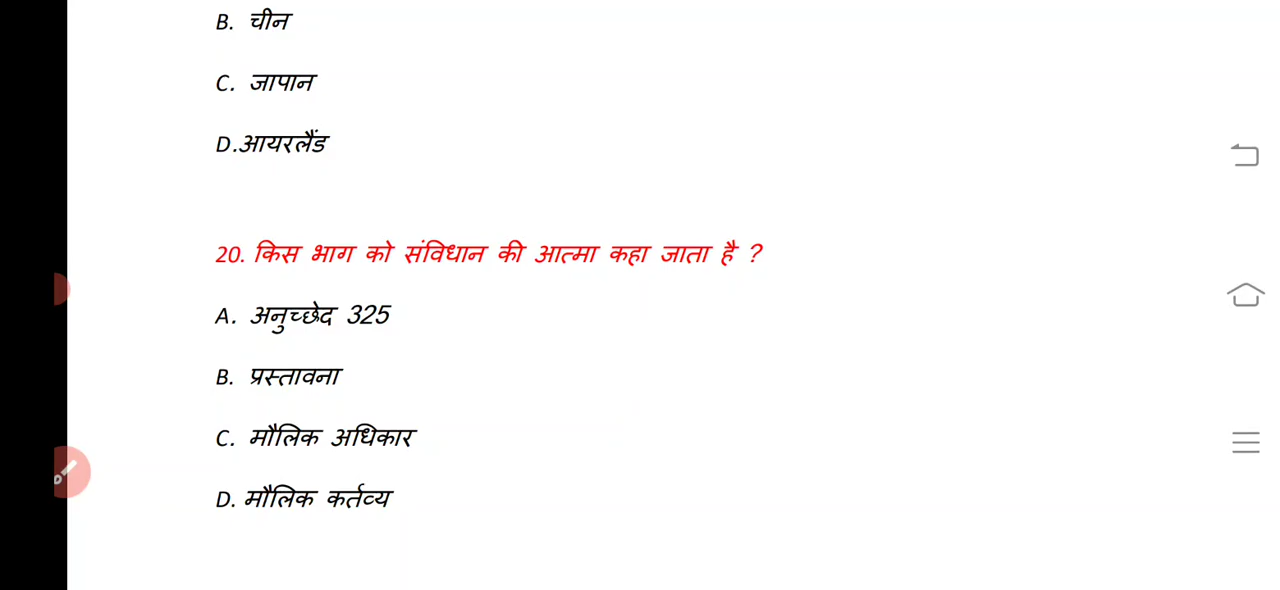 B. चीन
C. जापान
D.आयरलैंड
20. किस भाग को संविधान की आत्मा कहा जाता है ?
A. अनुच्छेद 325
B. प्रस्तावना
C. मौलिक अधिकार
D. मौलिक कर्तव्य